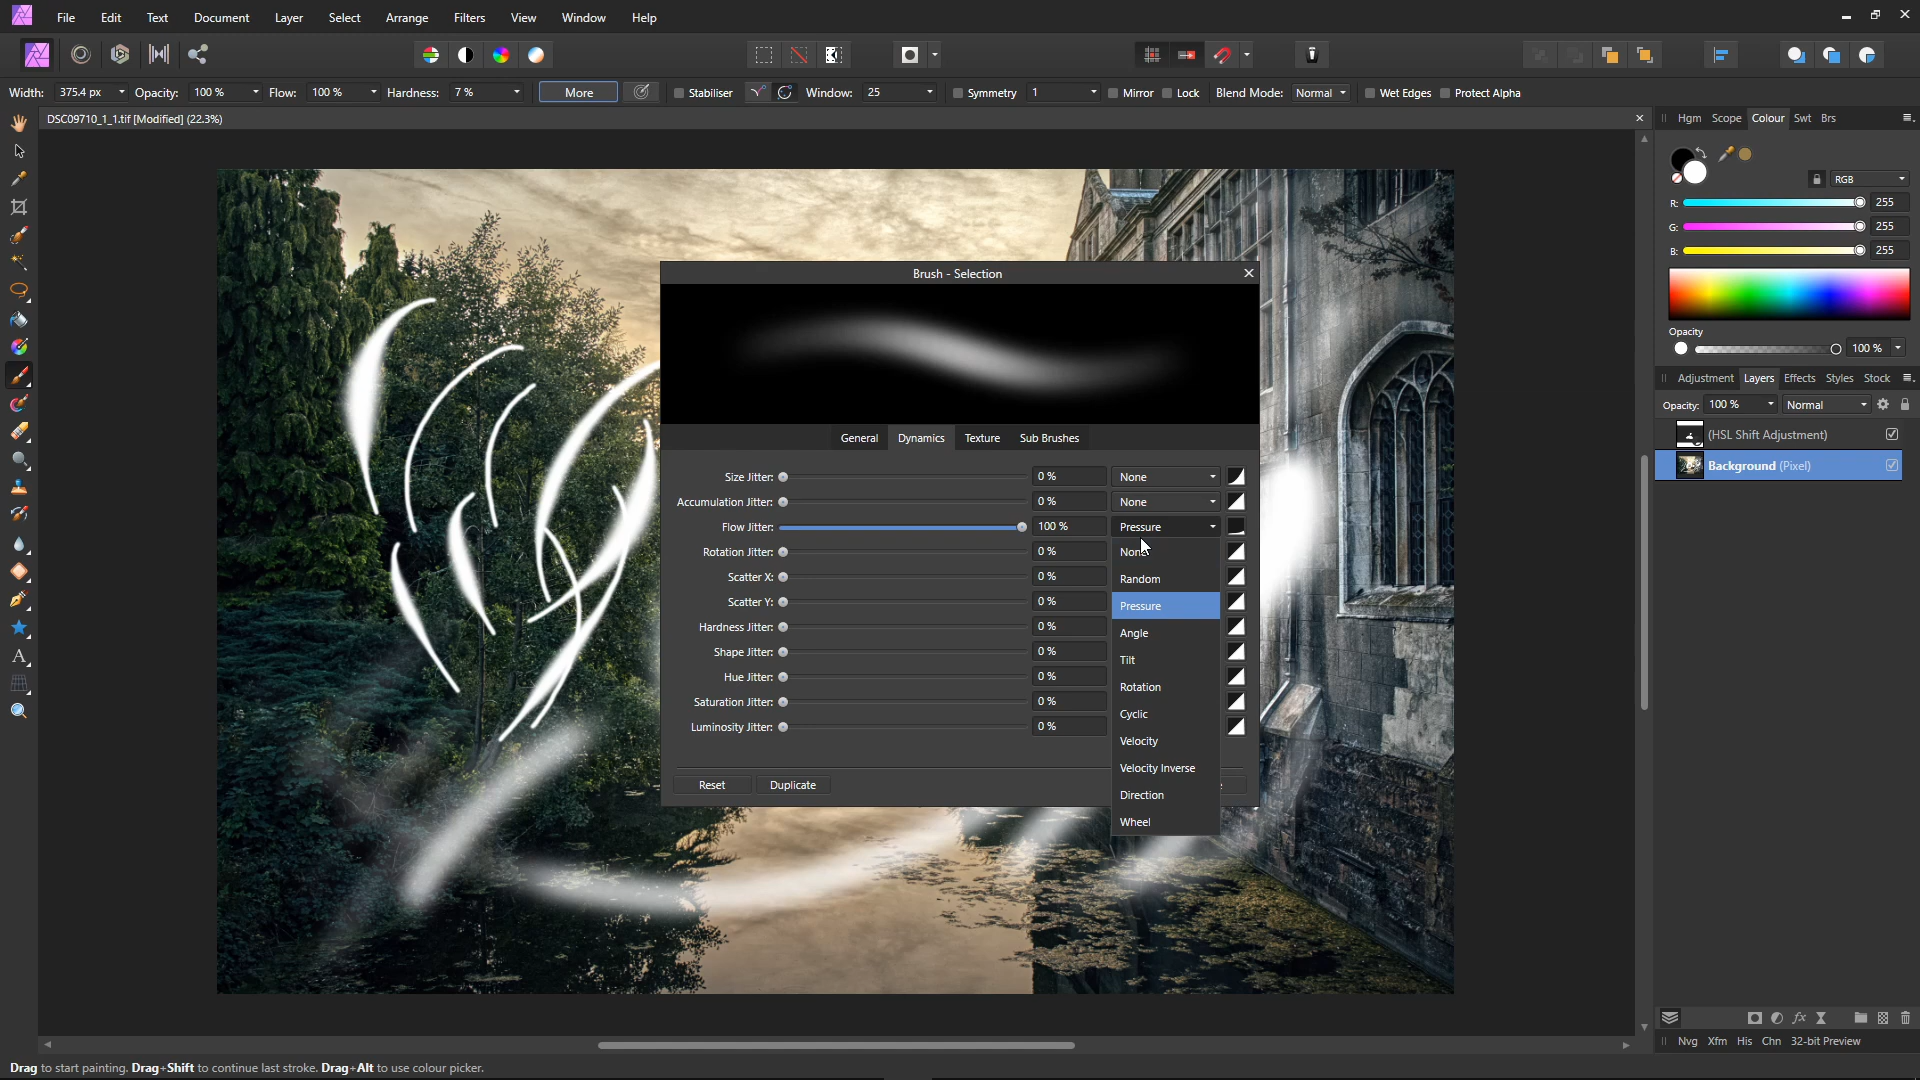 File Edit Text Document Layer Select Arrange Filters View Window Help
Width: 375.4 px Opacity: 100 % Flow: 100 % Hardness: 7 % More Stabiliser Window: 25 Symmetry 1 Mirror Lock Blend Mode: Normal Wet Edges Protect Alpha
DSC09710_1_1.tif [Modified] (22.3%)
Hgm Scope Colour Swt Brs
RGB
R: 255
G: 255
B: 255
Opacity
100 %
Adjustment Layers Effects Styles Stock
Opacity: 100 % Normal
(HSL Shift Adjustment)
Background (Pixel)
Brush - Selection
General Dynamics Texture Sub Brushes
Size Jitter: 0 % None
Accumulation Jitter: 0 % None
Flow Jitter: 100 % Pressure
Rotation Jitter: 0 %
Scatter X: 0 %
Scatter Y: 0 %
Hardness Jitter: 0 %
Shape Jitter: 0 %
Hue Jitter: 0 %
Saturation Jitter: 0 %
Luminosity Jitter: 0 %
None
Random
Pressure
Angle
Tilt
Rotation
Cyclic
Velocity
Velocity Inverse
Direction
Wheel
Reset Duplicate
Nvg Xfm His Chn 32-bit Preview
Drag to start painting. Drag+Shift to continue last stroke. Drag+Alt to use colour picker.